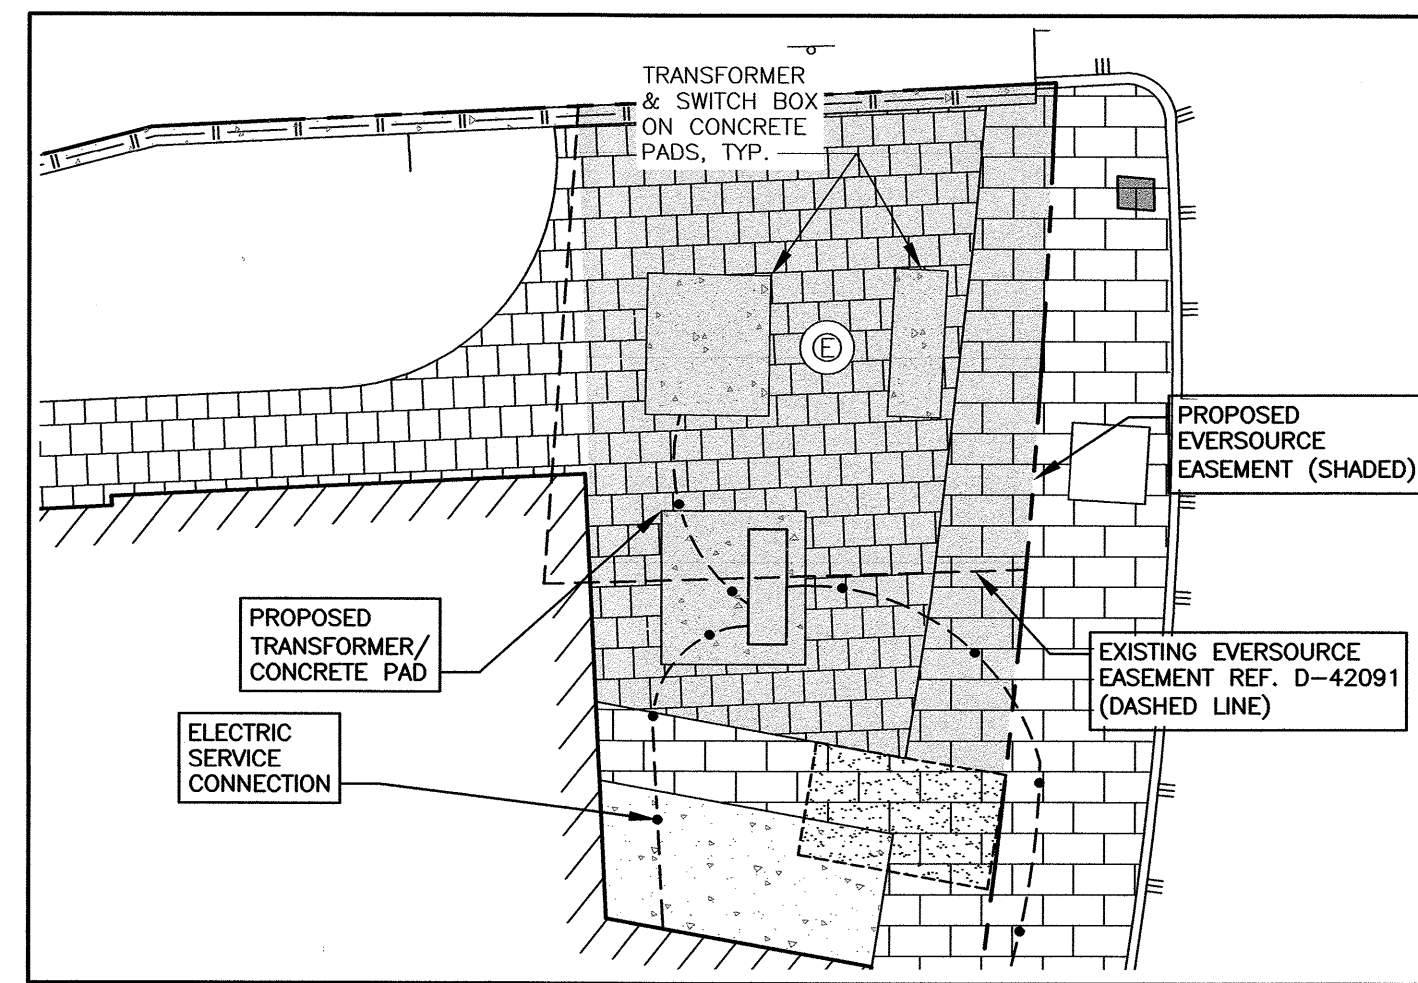 TRANSFORMER
& SWITCH BOX
ON CONCRETE
PADS, TYP.
E
PROPOSED
EVERSOURCE
EASEMENT (SHADED)
PROPOSED
TRANSFORMER/
CONCRETE PAD
EXISTING EVERSOURCE
EASEMENT REF. D-42091
(DASHED LINE)
ELECTRIC
SERVICE
CONNECTION